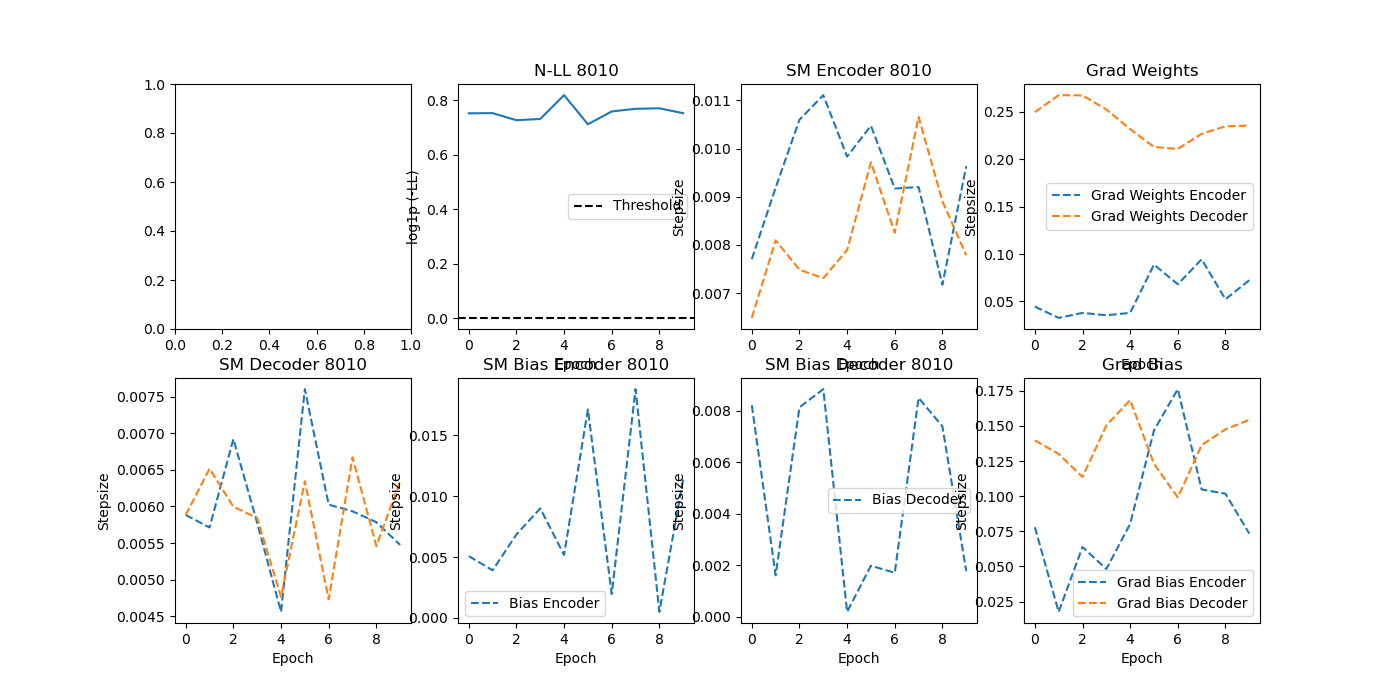 N-LL 8010
SM Encoder 8010
Grad Weights
1.0
0.8
0.6
0.4
0.2
0.0
0.0 0.2 0.4 0.6 0.8 1.0
log1p (-LL)
0.8
0.6
0.4
0.2
0.0
Threshold
0 2 4 6 8
Epoch
Stepsize
0.011
0.010
0.009
0.008
0.007
0 2 4 6 8
Epoch
Stepsize
0.25
0.20
0.15
0.10
0.05
Grad Weights Encoder
Grad Weights Decoder
0 2 4 6 8
Epoch
SM Decoder 8010
SM Bias Encoder 8010
SM Bias Decoder 8010
Grad Bias
Stepsize
0.0075
0.0070
0.0065
0.0060
0.0055
0.0050
0.0045
0 2 4 6 8
Epoch
Stepsize
0.015
0.010
0.005
0.000
Bias Encoder
0 2 4 6 8
Epoch
Stepsize
0.008
0.006
0.004
0.002
0.000
Bias Decoder
0 2 4 6 8
Epoch
Stepsize
0.175
0.150
0.125
0.100
0.075
0.050
0.025
Grad Bias Encoder
Grad Bias Decoder
0 2 4 6 8
Epoch